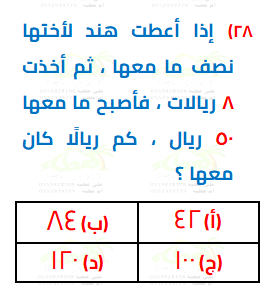 ٢٨) إذا أعطت هند لأختها
نصف ما معها ، ثم أخذت
٨ ريالات ، فأصبح ما معها
٥٠ ريال ، كم ريالًا كان
معها ؟
(أ) ٤٢ (ب) ٨٤
(ج) ١٠٠ (د) ١٢٠